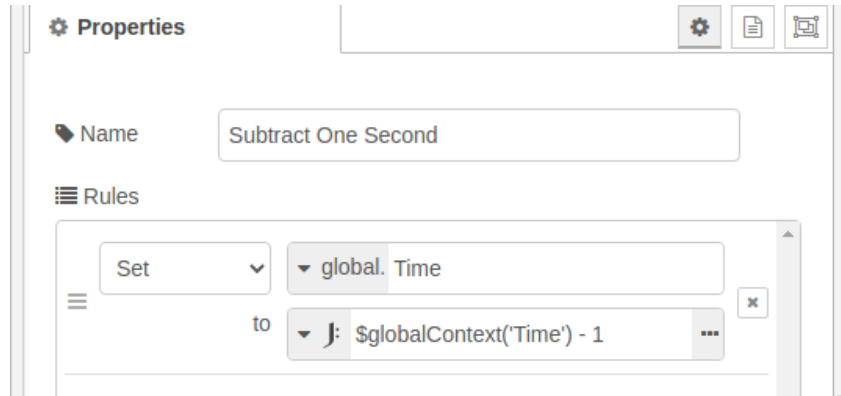 Properties
Name
Subtract One Second
Rules
Set
global. Time
to
J: $globalContext('Time') - 1